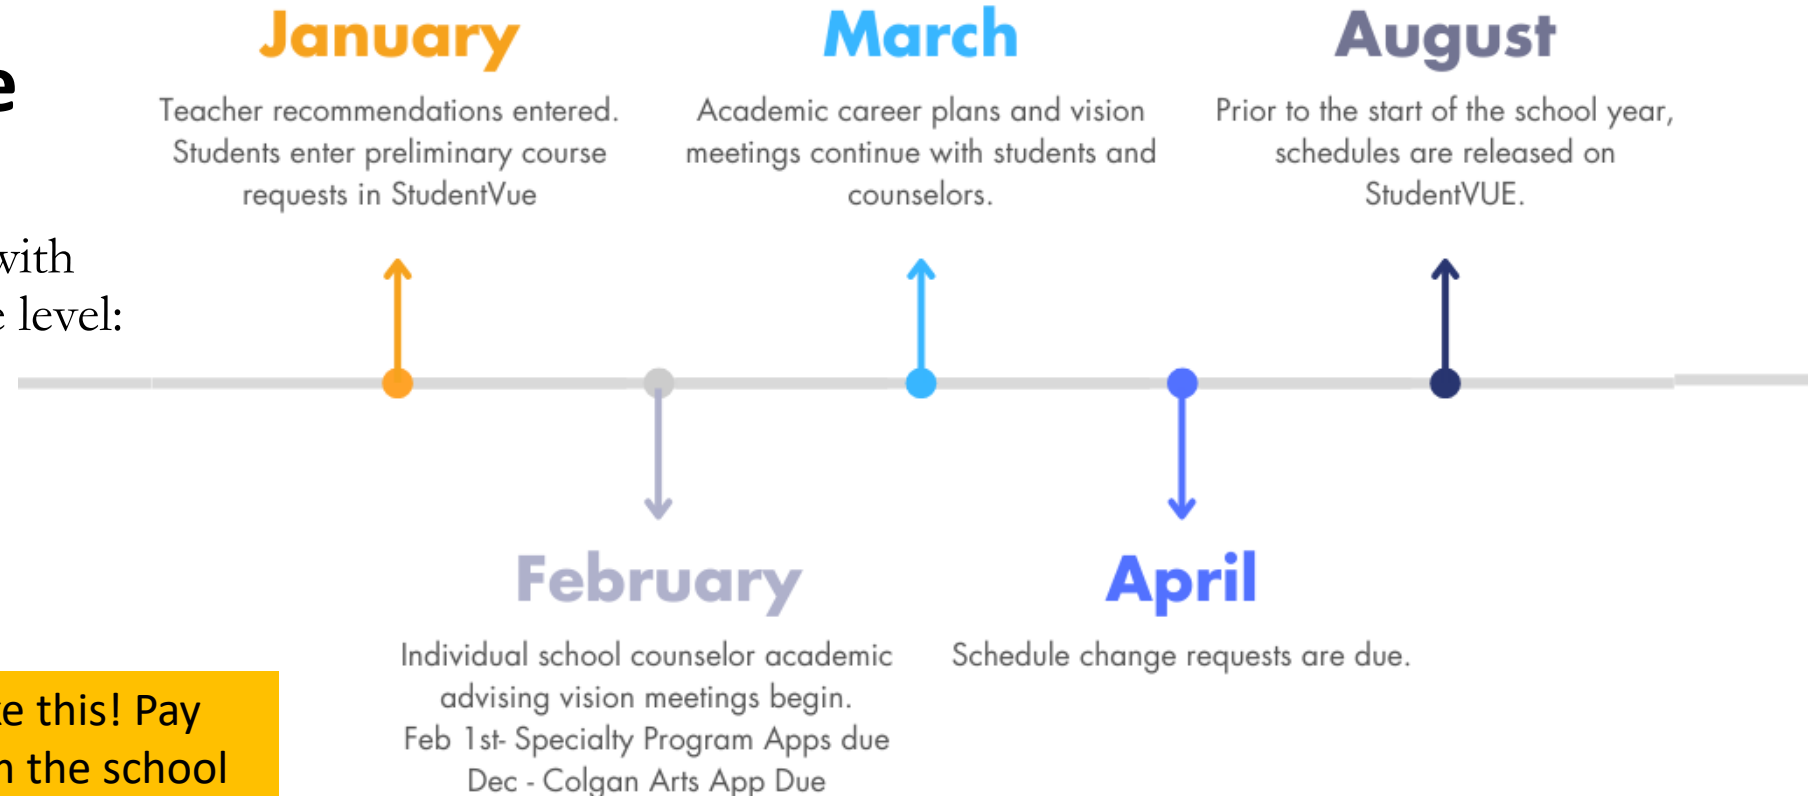 e
with
e level:
January
Teacher recommendations entered.
Students enter preliminary course
requests in StudentVue
March
Academic career plans and vision
meetings continue with students and
counselors.
August
Prior to the start of the school year,
schedules are released on
StudentVUE.
February
Individual school counselor academic
advising vision meetings begin.
Feb 1st- Specialty Program Apps due
Dec - Colgan Arts App Due
April
Schedule change requests are due.
this! Pay
the school